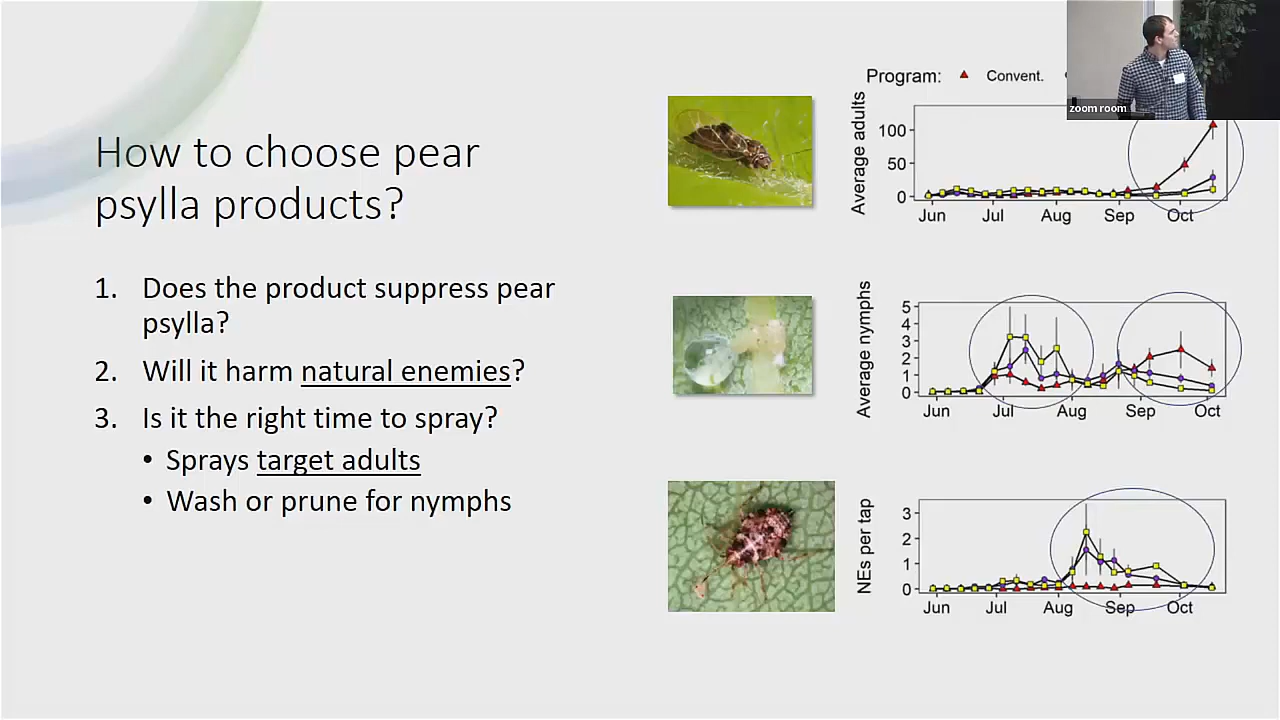 How to choose pear
psylla products?
1. Does the product suppress pear
psylla?
2. Will it harm natural enemies?
3. Is it the right time to spray?
• Sprays target adults
• Wash or prune for nymphs
Program: Convent.
zoom room
Average adults
100
50
0
Jun Jul Aug Sep Oct
Average nymphs
5
4
3
2
1
0
Jun Jul Aug Sep Oct
NEs per tap
3
2
1
0
Jun Jul Aug Sep Oct